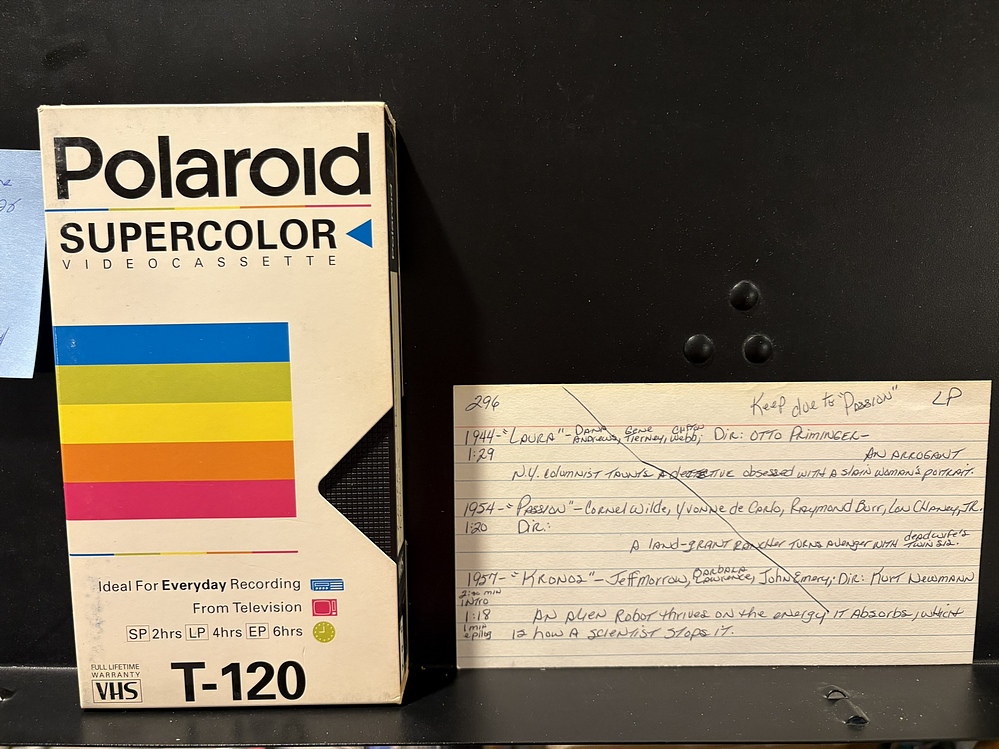 Polaroid
SUPERCOLOR
VIDEOCASSETTE
Ideal For Everyday Recording
From Television
SP 2hrs LP 4hrs EP 6hrs
FULL LIFETIME
WARRANTY
VHS
T-120
296
Keep due to "Passion"
LP
1944-"LAURA"-DANA ANDREWS, GENE TIERNEY, CLIFTON WEBB; DIR: OTTO PRIMINGER-
1:29
AN ARROGANT
N.Y. COLUMNIST TAUNTS A DETECTIVE obsessed WITH A SLAIN WOMAN'S PORTRAIT.
1954-"PASSION"-CORNEL WILDE, YVONNE de CARLO, RAYMOND BURR, LON CHANEY, JR.
1:20 DIR:
A LAND-GRANT RANCHER TURNS AVENGER WITH dead wife's TWIN SIS.
1957-"KRONOS"-Jeff MORROW, BARBARA LAWRENCE, JOHN EMERY; DIR: KURT NEWMANN
2:00 MIN
INTRO
1:18 AN ALIEN ROBOT THRIVES ON the ENERGY IT ABSORBS, WHICH
1 MIN
epilog
IS HOW A SCIENTIST STOPS IT.